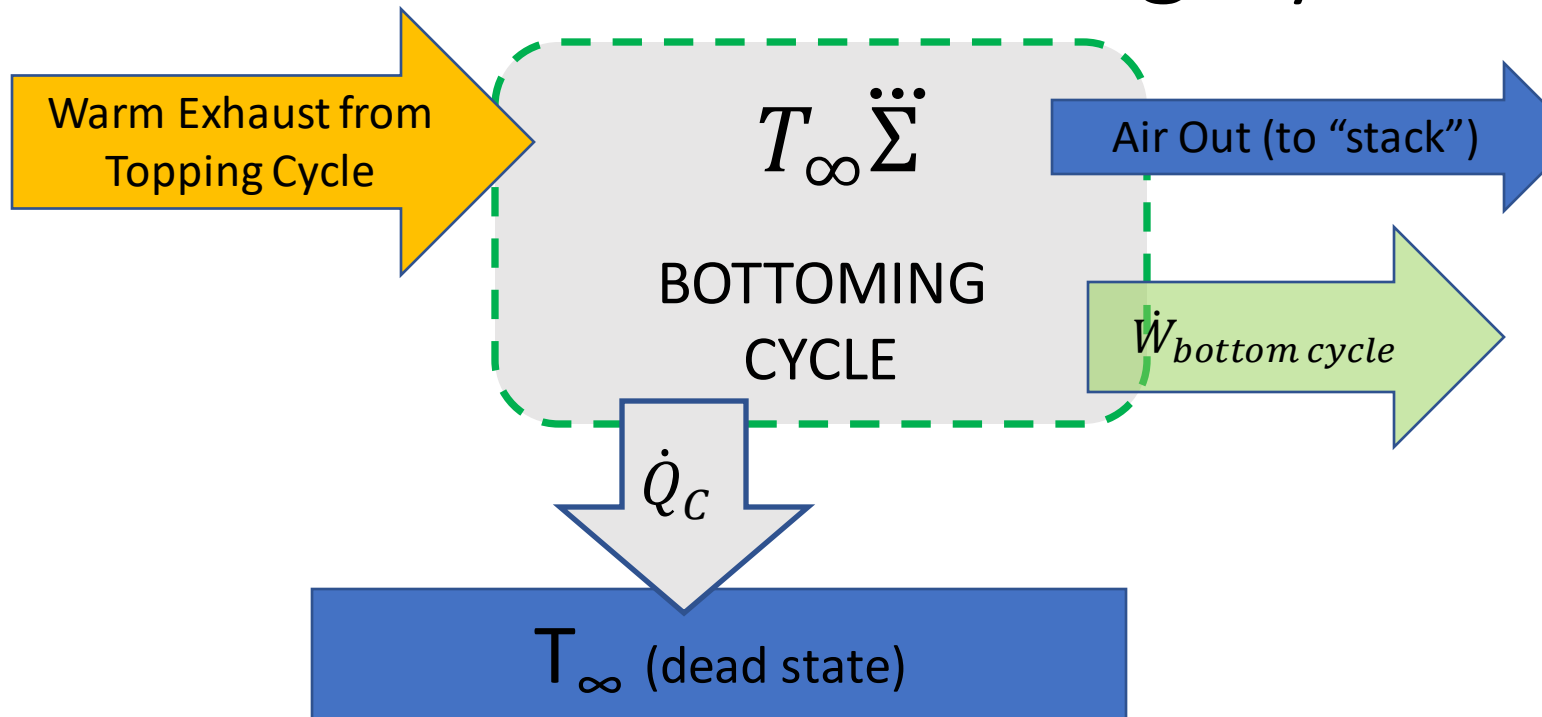 Warm Exhaust from
Topping Cycle
T∞Σ⃛
Air Out (to “stack”)
BOTTOMING
CYCLE
Ẇbottom cycle
Q̇C
T∞ (dead state)